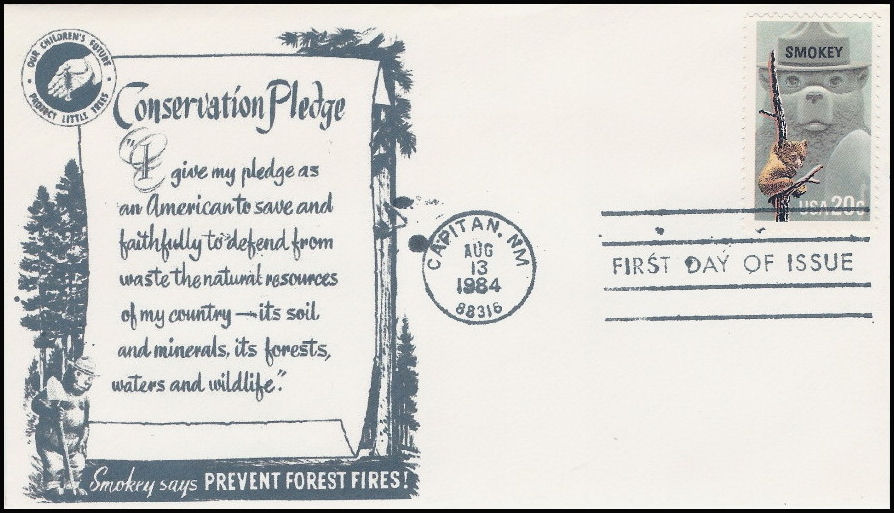 OUR CHILDREN'S FUTURE
PROTECT LITTLE TREES
Conservation Pledge
"I give my pledge as
an American to save and
faithfully to defend from
waste the natural resources
of my country — its soil
and minerals, its forests,
waters and wildlife."
Smokey says PREVENT FOREST FIRES!
CAPITAN, NM
AUG
13
1984
88316
SMOKEY
USA 20c
FIRST DAY OF ISSUE